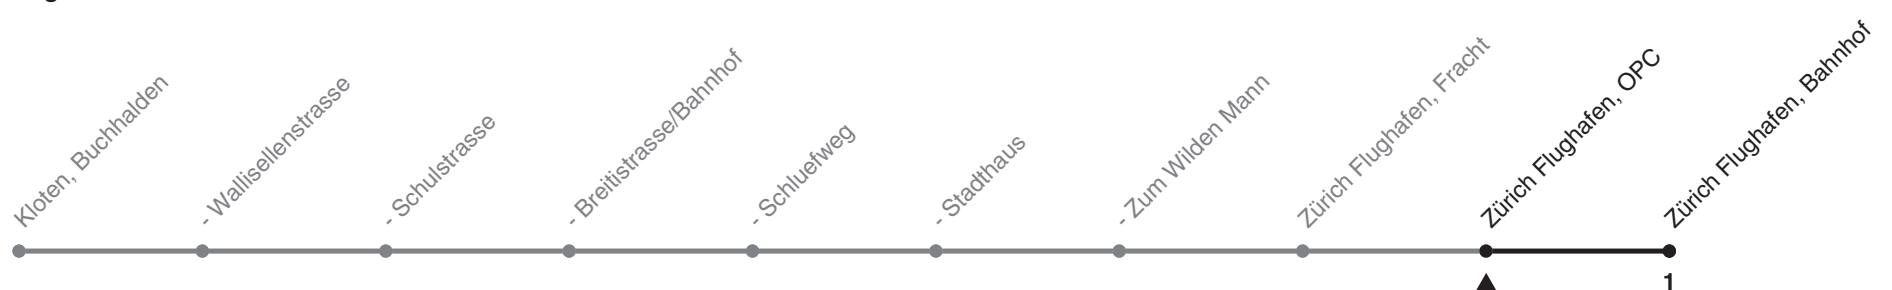 Kloten, Buchhalden
- Wallisellenstrasse
- Schulstrasse
- Breitistrasse/Bahnhof
- Schluefweg
- Stadthaus
- Zum Wilden Mann
Zürich Flughafen, Fracht
Zürich Flughafen, OPC
Zürich Flughafen, Bahnhof
1